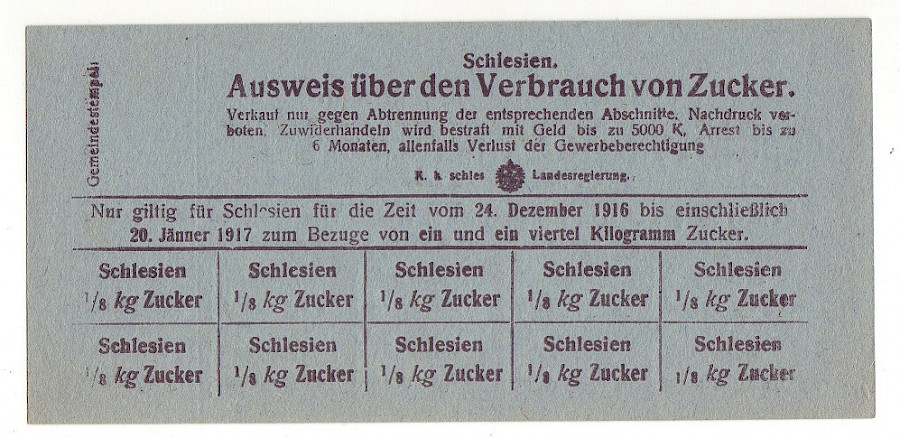 Gemeindestempel:
Schlesien.
Ausweis über den Verbrauch von Zucker.
Verkauf nur gegen Abtrennung der entsprechenden Abschnitte. Nachdruck ver-
boten. Zuwiderhandeln wird bestraft mit Geld bis zu 5000 K, Arrest bis zu
6 Monaten, allenfalls Verlust der Gewerbeberechtigung
K. k. schles Landesregierung.
Nur giltig für Schlesien für die Zeit vom 24. Dezember 1916 bis einschließlich
20. Jänner 1917 zum Bezuge von ein und ein viertel Kilogramm Zucker.
Schlesien Schlesien Schlesien Schlesien Schlesien
1/8 kg Zucker 1/8 kg Zucker 1/8 kg Zucker 1/8 kg Zucker 1/8 kg Zucker
Schlesien Schlesien Schlesien Schlesien Schlesien
1/8 kg Zucker 1/8 kg Zucker 1/8 kg Zucker 1/8 kg Zucker 1/8 kg Zucker